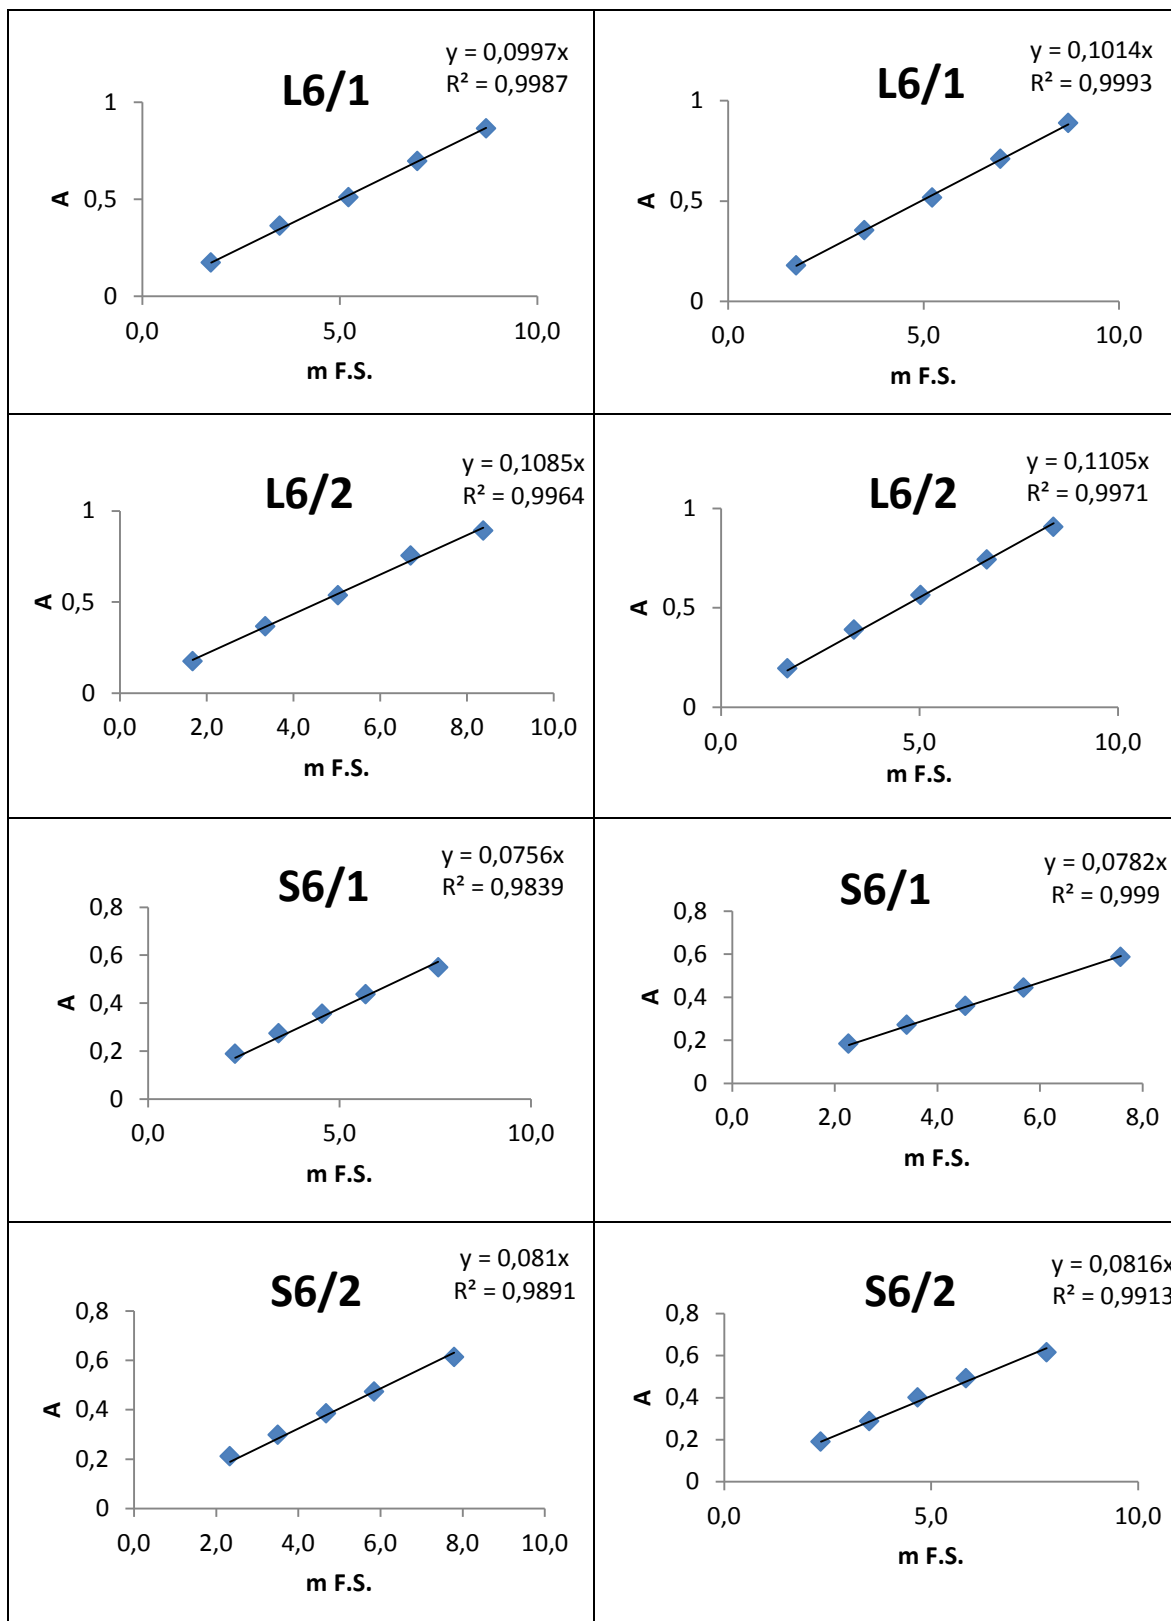 y = 0,0997x
R² = 0,9987
L6/1
1
0,5
0
A
0,0 5,0 10,0
m F.S.
y = 0,1014x
R² = 0,9993
L6/1
1
0,5
0
A
0,0 5,0 10,0
m F.S.
y = 0,1085x
R² = 0,9964
L6/2
1
0,5
0
A
0,0 2,0 4,0 6,0 8,0 10,0
m F.S.
y = 0,1105x
R² = 0,9971
L6/2
1
0,5
0
A
0,0 5,0 10,0
m F.S.
y = 0,0756x
R² = 0,9839
S6/1
0,8
0,6
0,4
0,2
0
A
0,0 5,0 10,0
m F.S.
y = 0,0782x
R² = 0,999
S6/1
0,8
0,6
0,4
0,2
0
A
0,0 2,0 4,0 6,0 8,0
m F.S.
y = 0,081x
R² = 0,9891
S6/2
0,8
0,6
0,4
0,2
0
A
0,0 2,0 4,0 6,0 8,0 10,0
m F.S.
y = 0,0816x
R² = 0,9913
S6/2
0,8
0,6
0,4
0,2
0
A
0,0 5,0 10,0
m F.S.